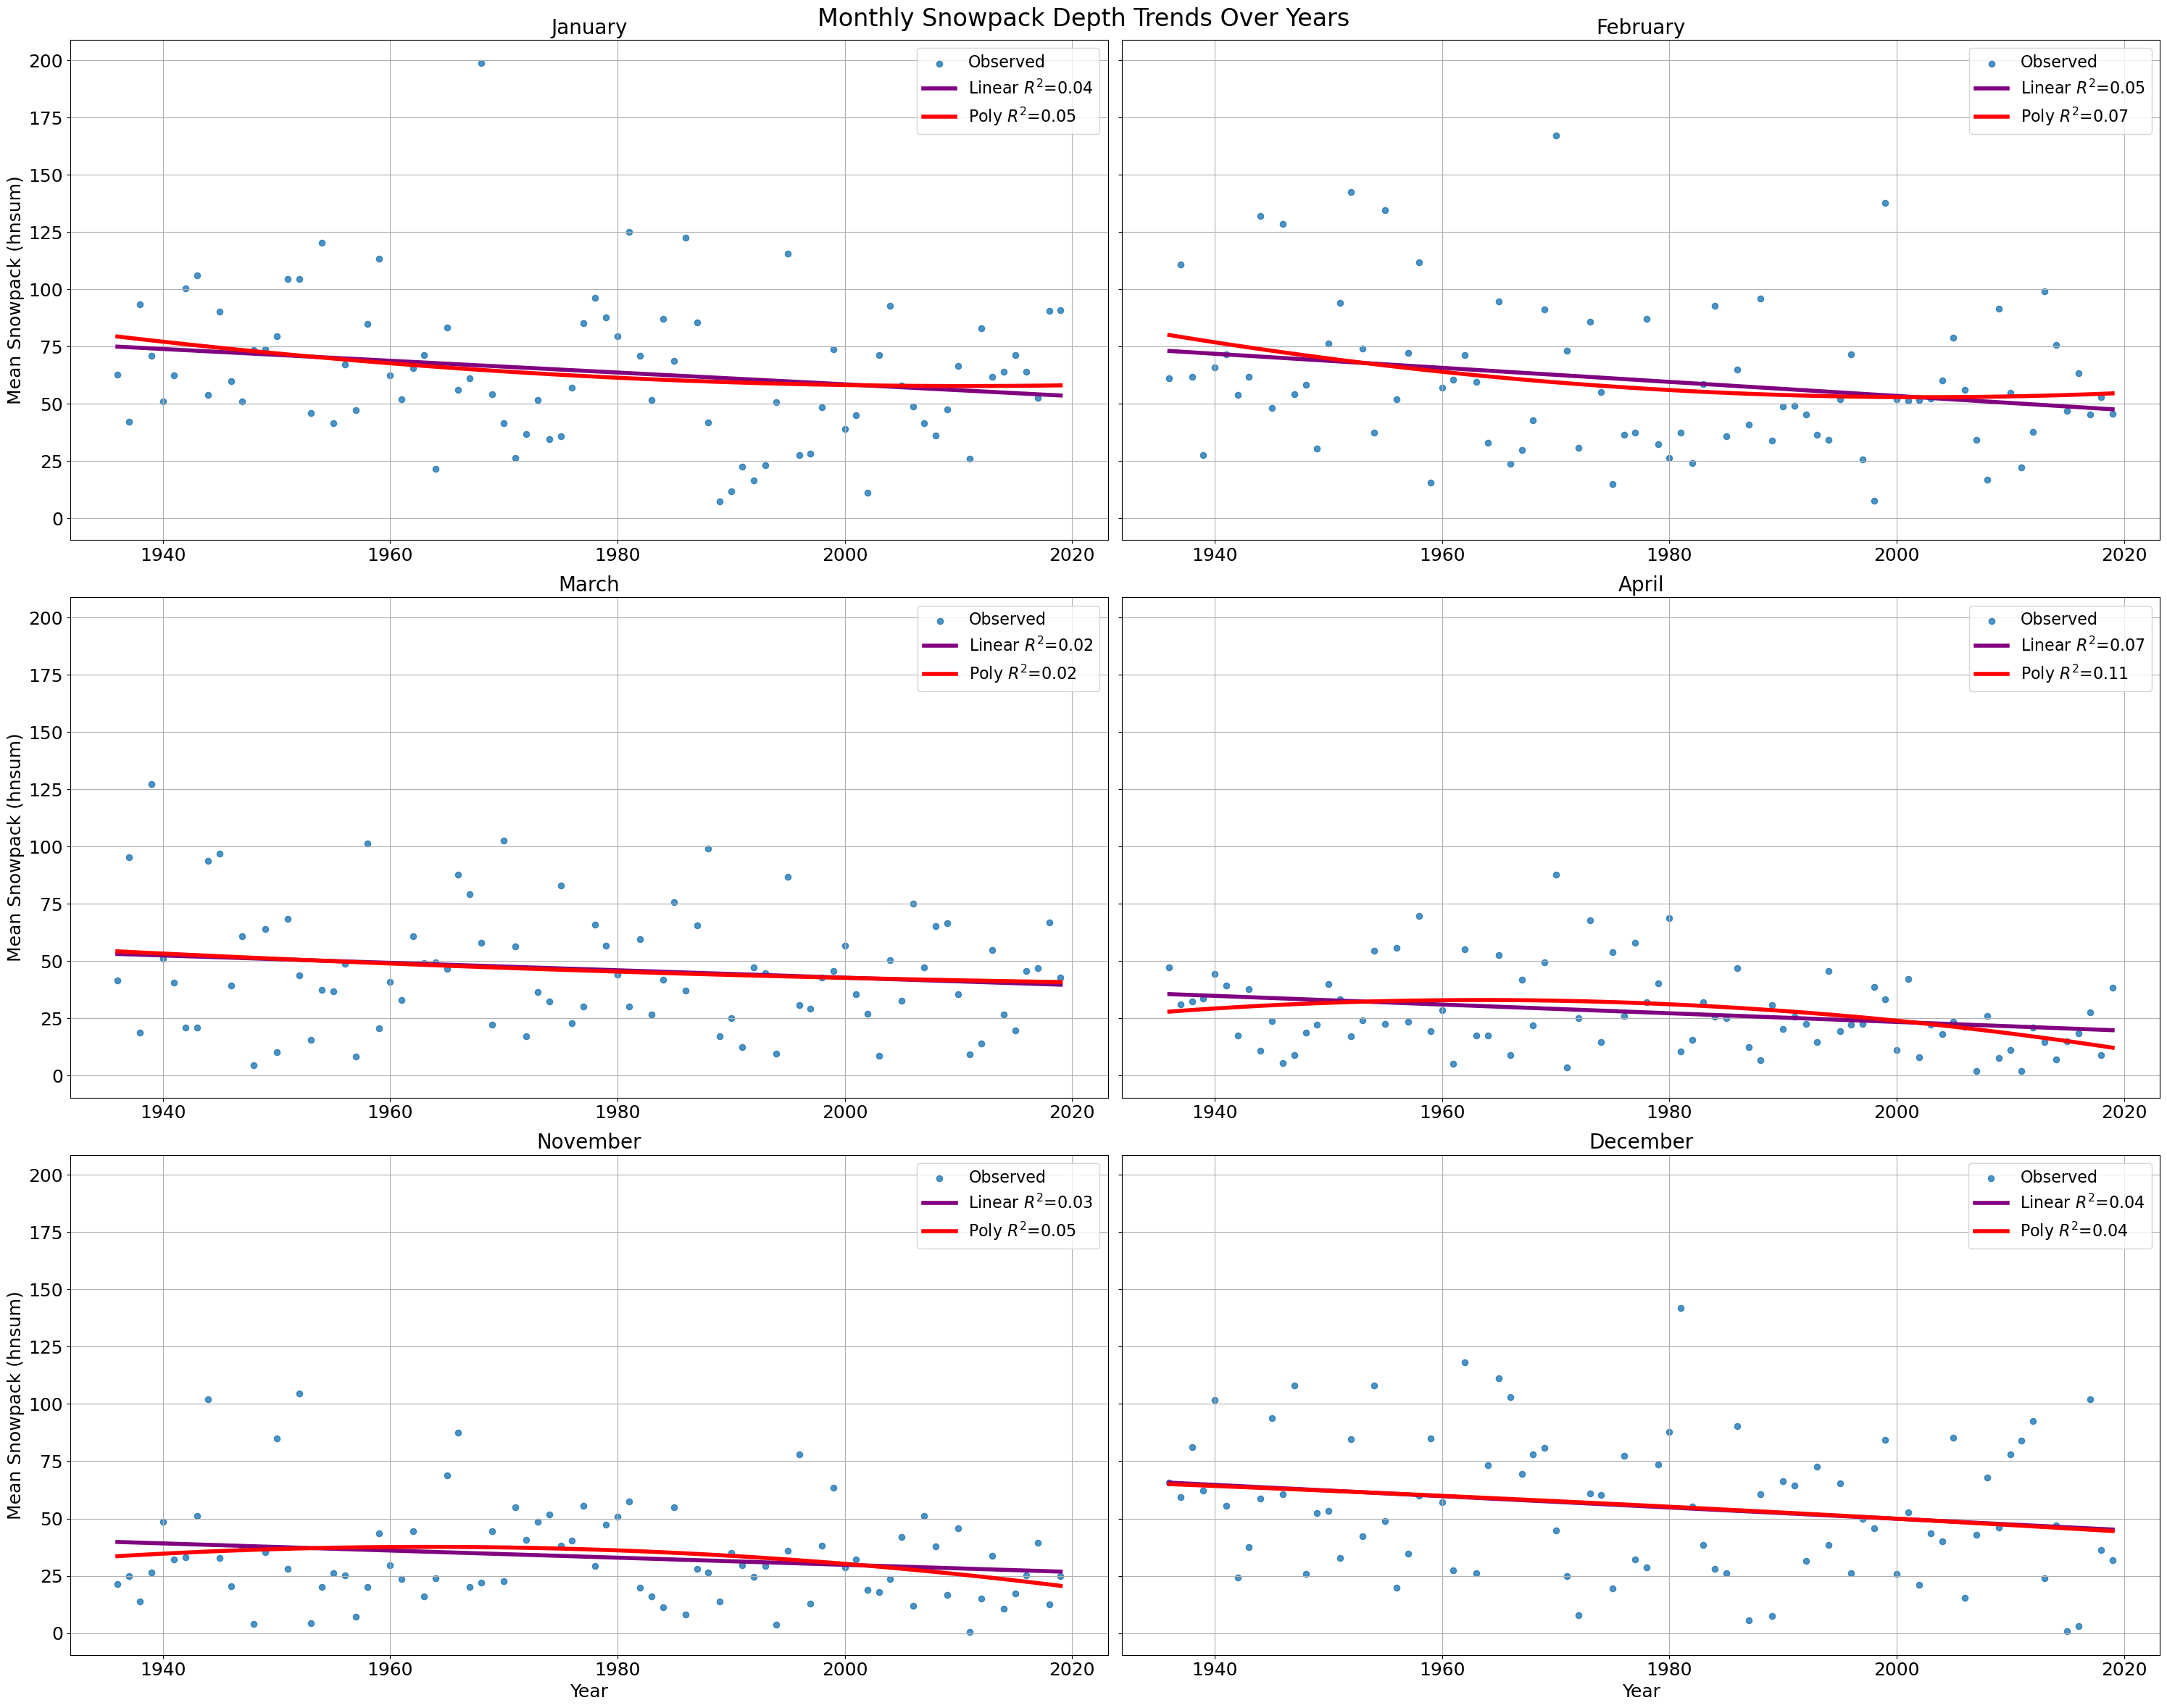 Monthly Snowpack Depth Trends Over Years
January
Mean Snowpack (hnsum)
200
175
150
125
100
75
50
25
0
Observed
Linear R²=0.04
Poly R²=0.05
1940 1960 1980 2000 2020
February
Observed
Linear R²=0.05
Poly R²=0.07
1940 1960 1980 2000 2020
March
Mean Snowpack (hnsum)
200
175
150
125
100
75
50
25
0
Observed
Linear R²=0.02
Poly R²=0.02
1940 1960 1980 2000 2020
April
Observed
Linear R²=0.07
Poly R²=0.11
1940 1960 1980 2000 2020
November
Mean Snowpack (hnsum)
200
175
150
125
100
75
50
25
0
Observed
Linear R²=0.03
Poly R²=0.05
1940 1960 1980 2000 2020
Year
December
Observed
Linear R²=0.04
Poly R²=0.04
1940 1960 1980 2000 2020
Year